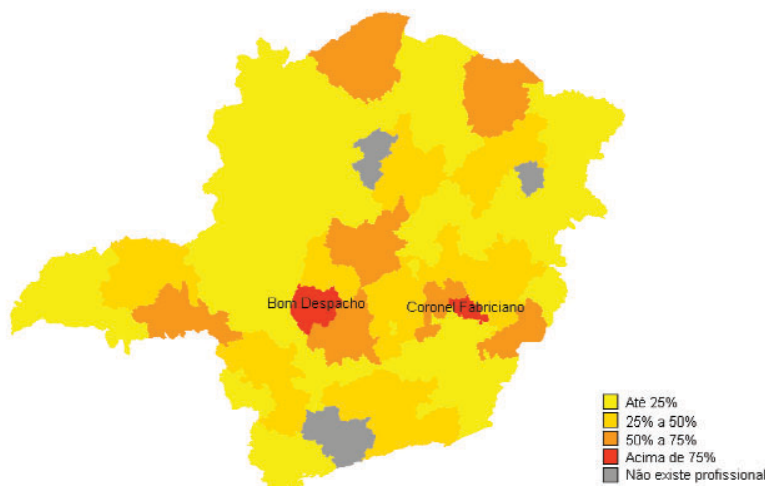 Bom Despacho
Coronel Fabriciano
Até 25%
25% a 50%
50% a 75%
Acima de 75%
Não existe profissional